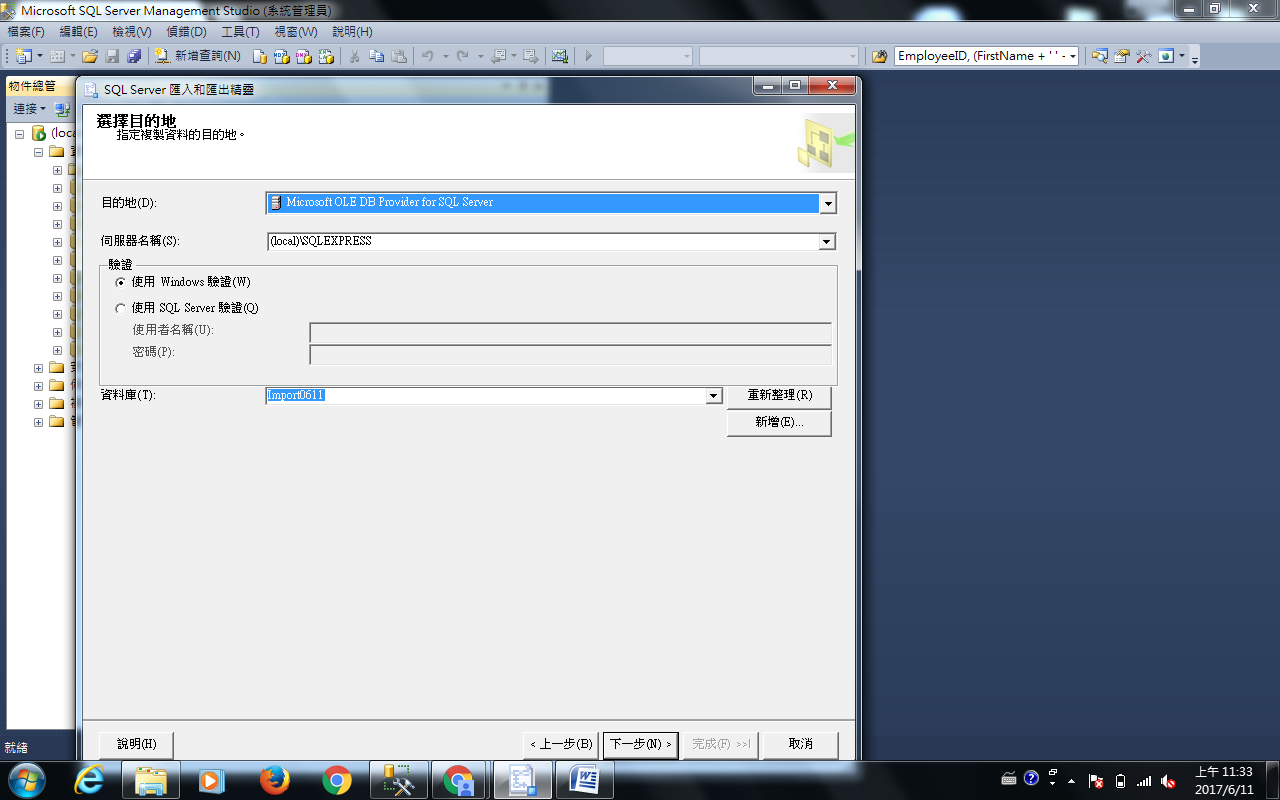 Microsoft SQL Server Management Studio (系統管理員)
檔案(F) 編輯(E) 檢視(V) 偵錯(D) 工具(T) 視窗(W) 說明(H)
新增查詢(N) EmployeeID, (FirstName + ' ' -
物件總管
連接
(loca
SQL Server 匯入和匯出精靈
選擇目的地
指定複製資料的目的地。
目的地(D): Microsoft OLE DB Provider for SQL Server
伺服器名稱(S): (local)\SQLEXPRESS
驗證
使用 Windows 驗證(W)
使用 SQL Server 驗證(Q)
使用者名稱(U):
密碼(P):
資料庫(T): Import0611 重新整理(R)
新增(E)...
說明(H) < 上一步(B) 下一步(N) > 完成(F) >>| 取消
就緒
上午 11:33
2017/6/11